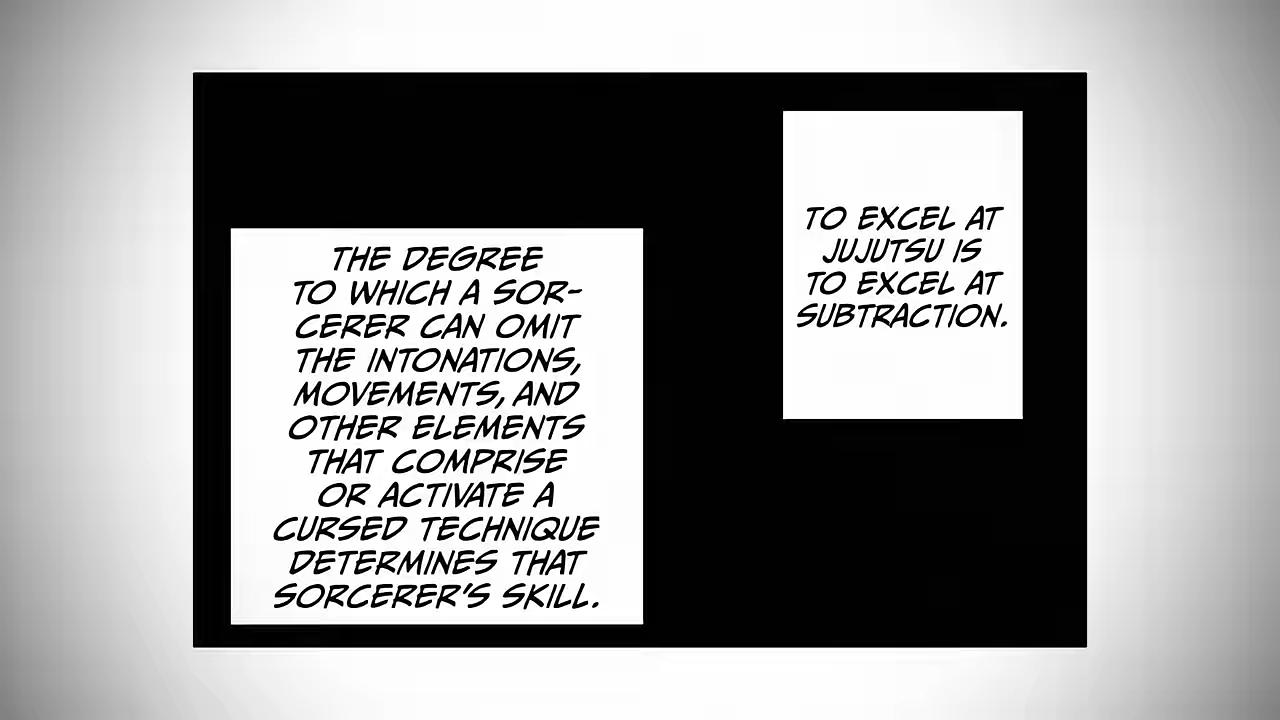 TO EXCEL AT
JUJUTSU IS
TO EXCEL AT
SUBTRACTION.
THE DEGREE
TO WHICH A SOR-
CERER CAN OMIT
THE INTONATIONS,
MOVEMENTS, AND
OTHER ELEMENTS
THAT COMPRISE
OR ACTIVATE A
CURSED TECHNIQUE
DETERMINES THAT
SORCERER'S SKILL.